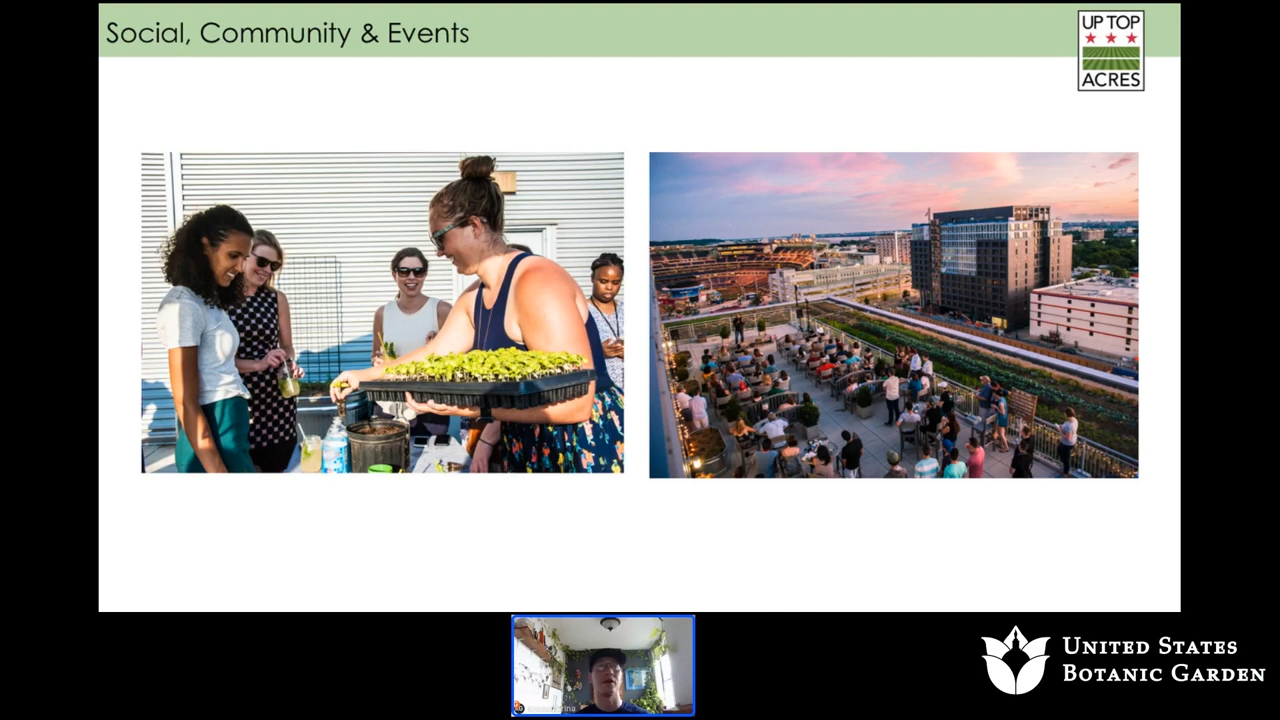 Social, Community & Events
UP TOP
ACRES
UNITED STATES
BOTANIC GARDEN